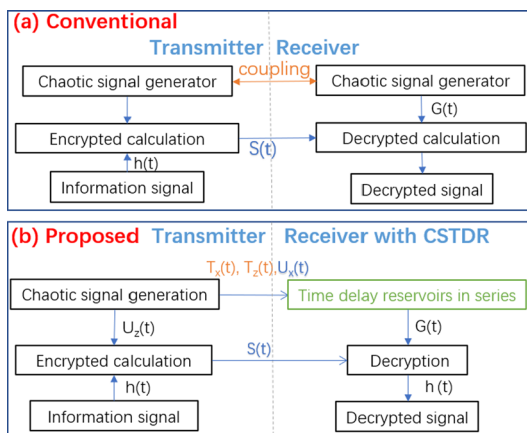 (a) Conventional
Transmitter Receiver
Chaotic signal generator coupling Chaotic signal generator
G(t)
Encrypted calculation S(t) Decrypted calculation
h(t)
Information signal Decrypted signal
(b) Proposed Transmitter Receiver with CSTDR
Tx(t), Tz(t),Ux(t)
Chaotic signal generation Time delay reservoirs in series
Uz(t) G(t)
Encrypted calculation S(t) Decryption
h(t) h (t)
Information signal Decrypted signal